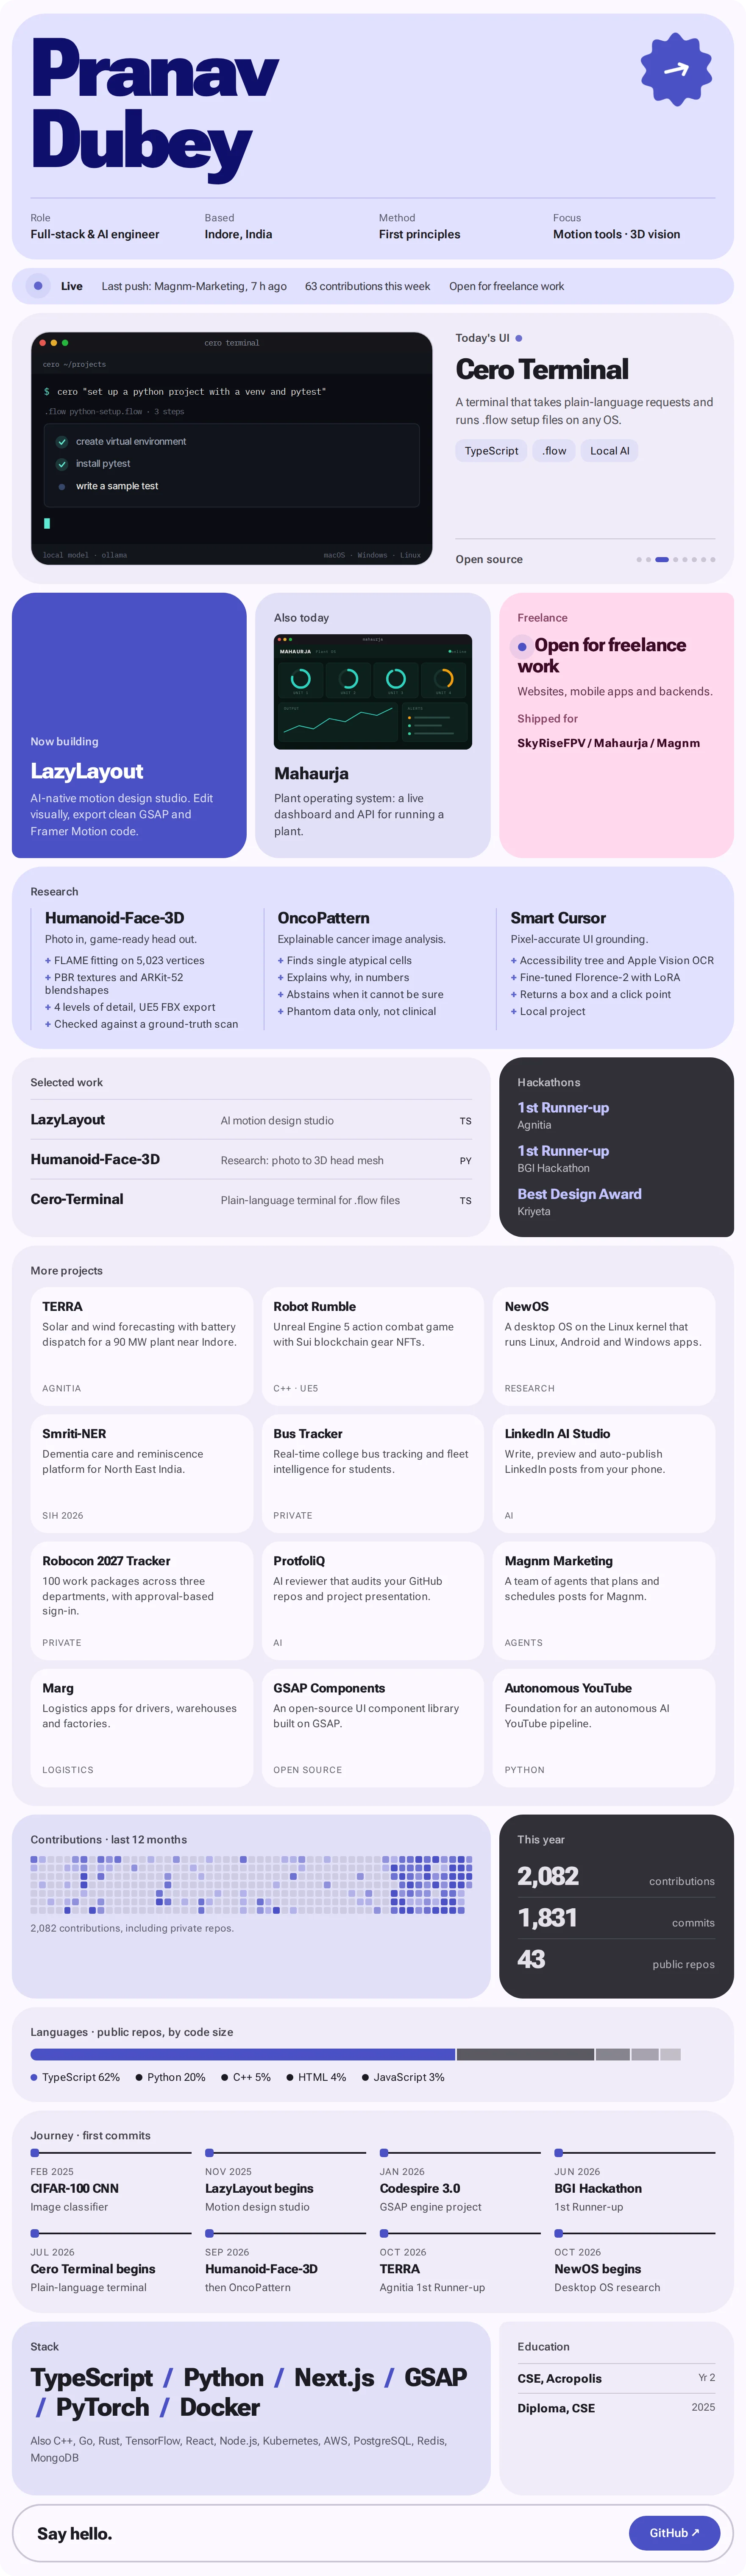 Pranav
Dubey
Role
Full-stack & AI engineer
Based
Indore, India
Method
First principles
Focus
Motion tools · 3D vision
Live
Last push: Magnm-Marketing, 7 h ago
63 contributions this week
Open for freelance work
cero terminal
cero ~/projects
$ cero "set up a python project with a venv and pytest"
.flow python-setup.flow · 3 steps
create virtual environment
install pytest
write a sample test
local model · ollama
macOS · Windows · Linux
Today's UI
Cero Terminal
A terminal that takes plain-language requests and
runs .flow setup files on any OS.
TypeScript
.flow
Local AI
Open source
Now building
LazyLayout
AI-native motion design studio. Edit
visually, export clean GSAP and
Framer Motion code.
Also today
mahaurja
MAHAURJA
UNIT 1
UNIT 2
UNIT 3
UNIT 4
OUTPUT
ALERTS
Mahaurja
Plant operating system: a live
dashboard and API for running a
plant.
Freelance
Open for freelance
work
Websites, mobile apps and backends.
Shipped for
SkyRiseFPV / Mahaurja / Magnm
Research
Humanoid-Face-3D
Photo in, game-ready head out.
+ FLAME fitting on 5,023 vertices
+ PBR textures and ARKit-52
blendshapes
+ 4 levels of detail, UE5 FBX export
+ Checked against a ground-truth scan
OncoPattern
Explainable cancer image analysis.
+ Finds single atypical cells
+ Explains why, in numbers
+ Abstains when it cannot be sure
+ Phantom data only, not clinical
Smart Cursor
Pixel-accurate UI grounding.
+ Accessibility tree and Apple Vision OCR
+ Fine-tuned Florence-2 with LoRA
+ Returns a box and a click point
+ Local project
Selected work
LazyLayout
AI motion design studio
TS
Humanoid-Face-3D
Research: photo to 3D head mesh
PY
Cero-Terminal
Plain-language terminal for .flow files
TS
Hackathons
1st Runner-up
Agnitia
1st Runner-up
BGI Hackathon
Best Design Award
Kriyeta
More projects
TERRA
Solar and wind forecasting with battery
dispatch for a 90 MW plant near Indore.
AGNITIA
Robot Rumble
Unreal Engine 5 action combat game
with Sui blockchain gear NFTs.
C++ · UE5
NewOS
A desktop OS on the Linux kernel that
runs Linux, Android and Windows apps.
RESEARCH
Smriti-NER
Dementia care and reminiscence
platform for North East India.
SIH 2026
Bus Tracker
Real-time college bus tracking and fleet
intelligence for students.
PRIVATE
LinkedIn AI Studio
Write, preview and auto-publish
LinkedIn posts from your phone.
AI
Robocon 2027 Tracker
100 work packages across three
departments, with approval-based
sign-in.
PRIVATE
ProtfoliQ
AI reviewer that audits your GitHub
repos and project presentation.
AI
Magnm Marketing
A team of agents that plans and
schedules posts for Magnm.
AGENTS
Marg
Logistics apps for drivers, warehouses
and factories.
LOGISTICS
GSAP Components
An open-source UI component library
built on GSAP.
OPEN SOURCE
Autonomous YouTube
Foundation for an autonomous AI
YouTube pipeline.
PYTHON
Contributions · last 12 months
2,082 contributions, including private repos.
This year
2,082
contributions
1,831
commits
43
public repos
Languages · public repos, by code size
TypeScript 62%
Python 20%
C++ 5%
HTML 4%
JavaScript 3%
Journey · first commits
FEB 2025
CIFAR-100 CNN
Image classifier
NOV 2025
LazyLayout begins
Motion design studio
JAN 2026
Codespire 3.0
GSAP engine project
JUN 2026
BGI Hackathon
1st Runner-up
JUL 2026
Cero Terminal begins
Plain-language terminal
SEP 2026
Humanoid-Face-3D
then OncoPattern
OCT 2026
TERRA
Agnitia 1st Runner-up
OCT 2026
NewOS begins
Desktop OS research
Stack
TypeScript / Python / Next.js / GSAP
/ PyTorch / Docker
Also C++, Go, Rust, TensorFlow, React, Node.js, Kubernetes, AWS, PostgreSQL, Redis,
MongoDB
Education
CSE, Acropolis
Yr 2
Diploma, CSE
2025
Say hello.
GitHub ↗